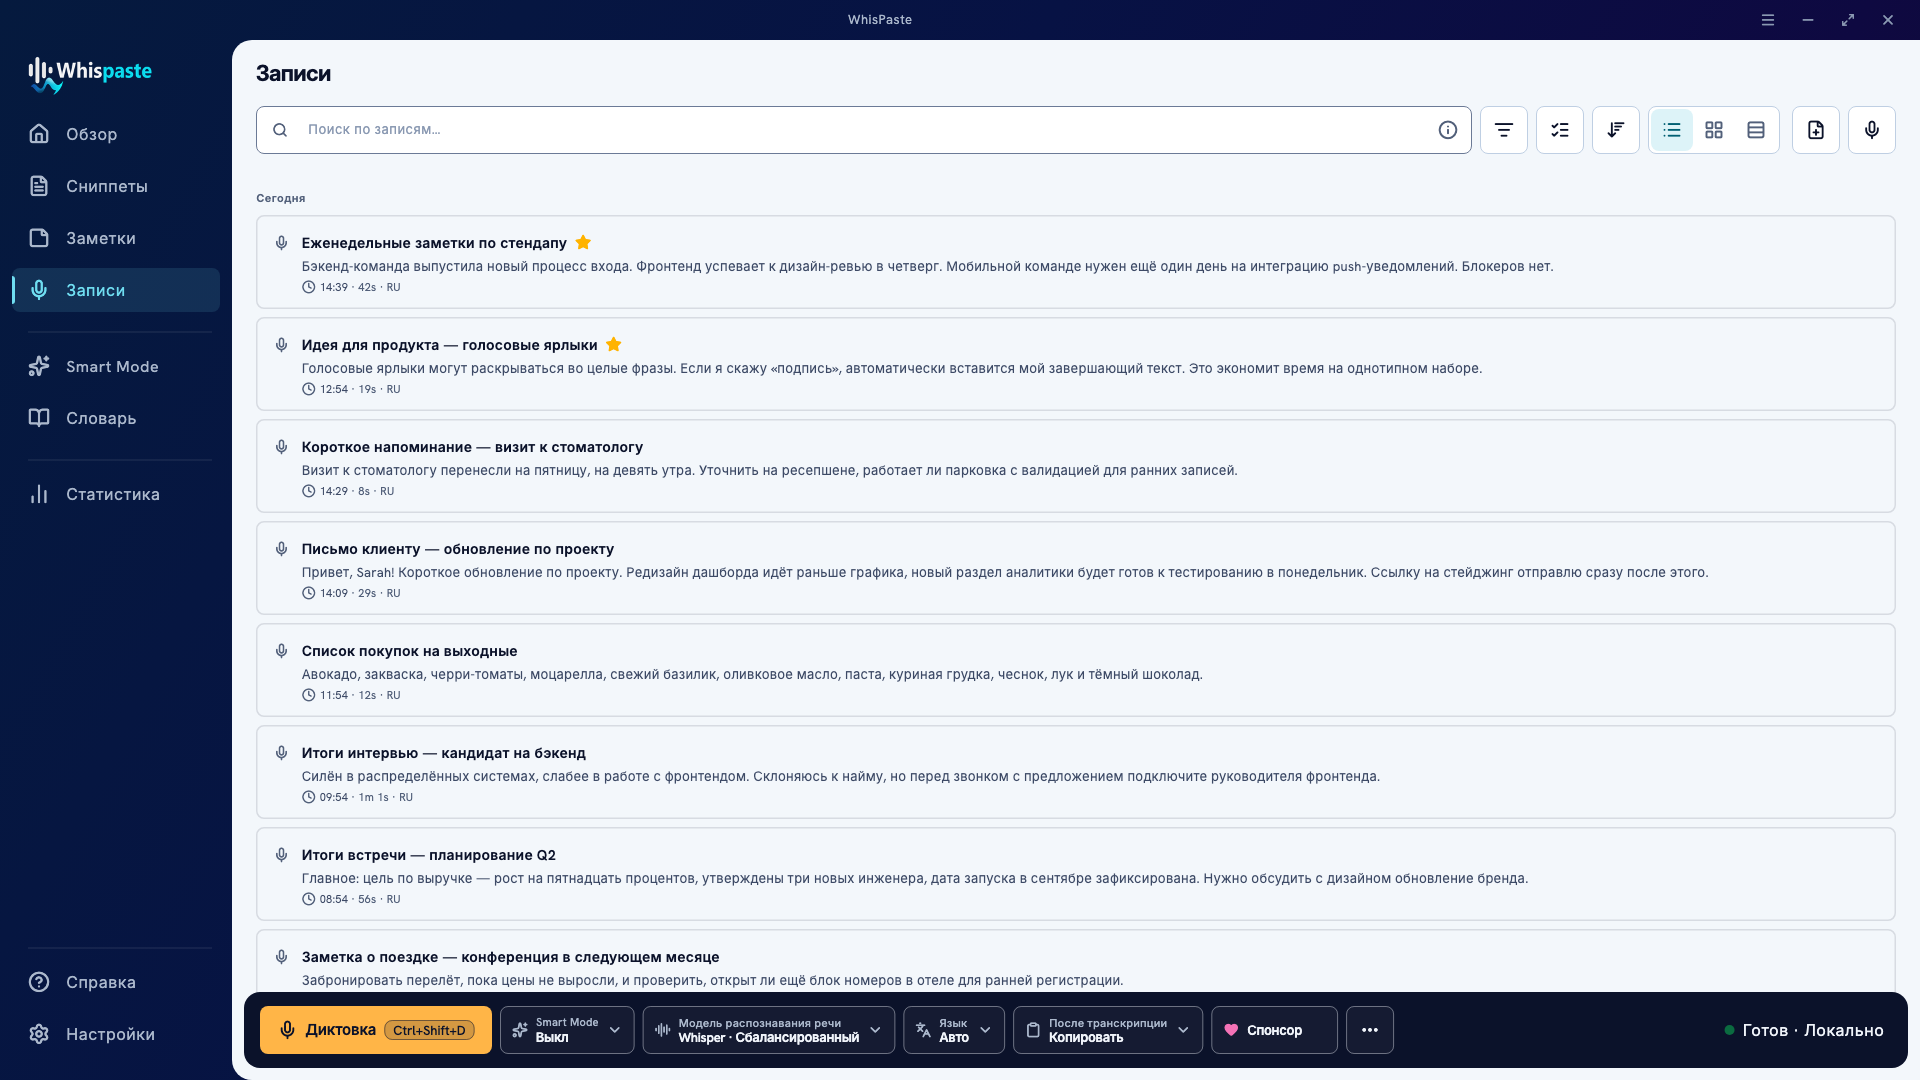 WhisPaste
Whispaste
Обзор
Сниппеты
Заметки
Записи
Smart Mode
Словарь
Статистика
Справка
Настройки
Записи
Поиск по записям...
Сегодня
Еженедельные заметки по стендапу
Бэкенд-команда выпустила новый процесс входа. Фронтенд успевает к дизайн-ревью в четверг. Мобильной команде нужен ещё один день на интеграцию push-уведомлений. Блокеров нет.
14:39 · 42s · RU
Идея для продукта — голосовые ярлыки
Голосовые ярлыки могут раскрываться во целые фразы. Если я скажу «подпись», автоматически вставится мой завершающий текст. Это экономит время на однотипном наборе.
12:54 · 19s · RU
Короткое напоминание — визит к стоматологу
Визит к стоматологу перенесли на пятницу, на девять утра. Уточнить на ресепшене, работает ли парковка с валидацией для ранних записей.
14:29 · 8s · RU
Письмо клиенту — обновление по проекту
Привет, Sarah! Короткое обновление по проекту. Редизайн дашборда идёт раньше графика, новый раздел аналитики будет готов к тестированию в понедельник. Ссылку на стейджинг отправлю сразу после этого.
14:09 · 29s · RU
Список покупок на выходные
Авокадо, закваска, черри-томаты, моцарелла, свежий базилик, оливковое масло, паста, куриная грудка, чеснок, лук и тёмный шоколад.
11:54 · 12s · RU
Итоги интервью — кандидат на бэкенд
Силён в распределённых системах, слабее в работе с фронтендом. Склоняюсь к найму, но перед звонком с предложением подключите руководителя фронтенда.
09:54 · 1m 1s · RU
Итоги встречи — планирование Q2
Главное: цель по выручке — рост на пятнадцать процентов, утверждены три новых инженера, дата запуска в сентябре зафиксирована. Нужно обсудить с дизайном обновление бренда.
08:54 · 56s · RU
Заметка о поездке — конференция в следующем месяце
Забронировать перелёт, пока цены не выросли, и проверить, открыт ли ещё блок номеров в отеле для ранней регистрации.
Диктовка Ctrl+Shift+D
Smart Mode
Выкл
Модель распознавания речи
Whisper · Сбалансированный
Язык
Авто
После транскрипции
Копировать
Спонсор
Готов · Локально